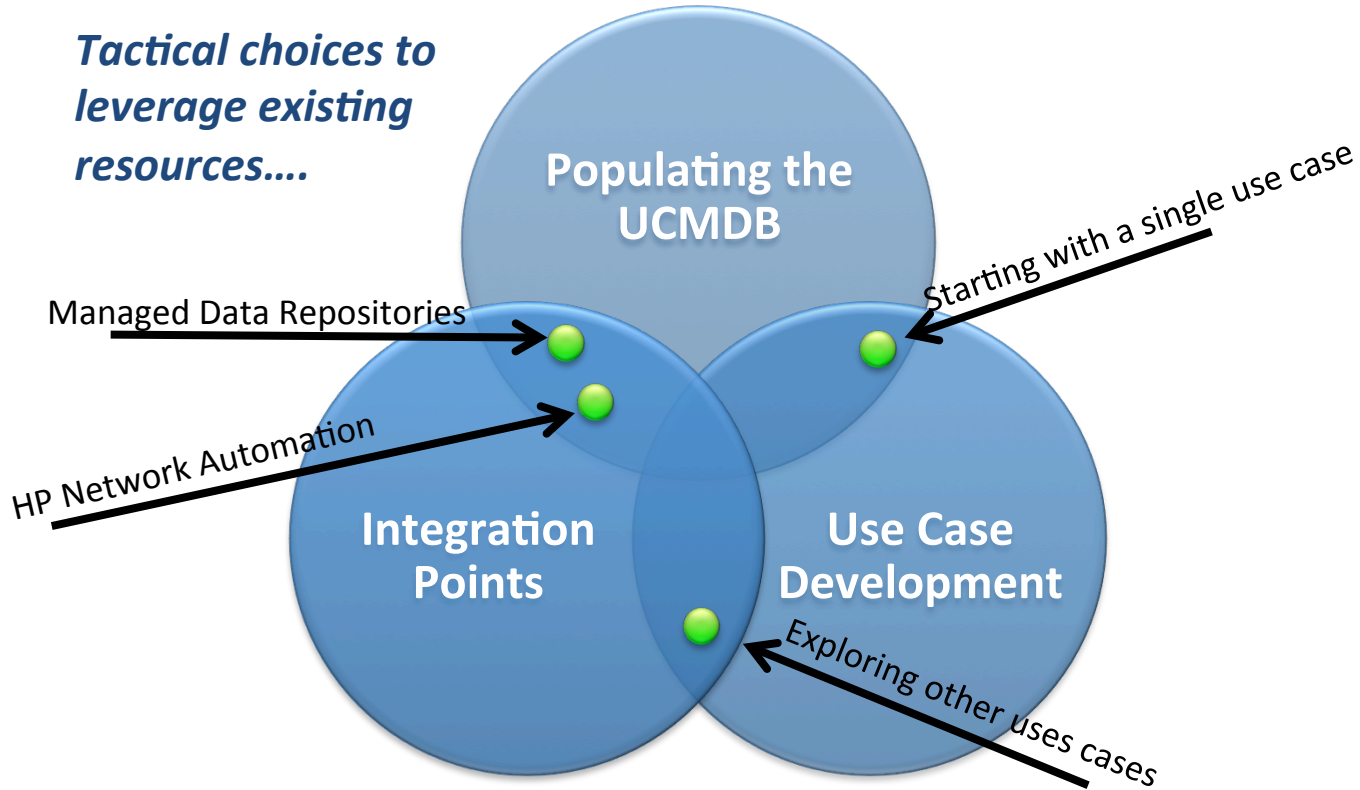 Tactical choices to
leverage existing
resources....
Populating the
UCMDB
Starting with a single use case
Managed Data Repositories
HP Network Automation
Integration
Points
Use Case
Development
Exploring other uses cases